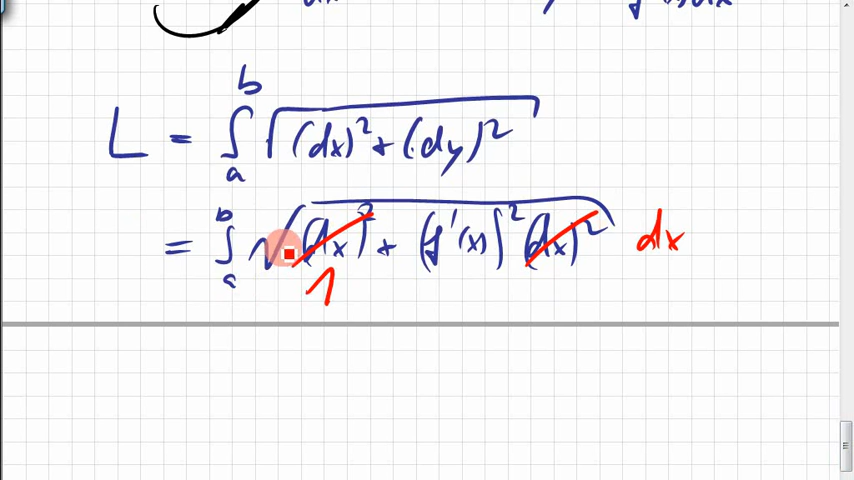 L = ∫ₐᵇ √((dx)² + (dy)²)
= ∫ₐᵇ √((dx)² + (f'(x))² (dx)²) dx
1